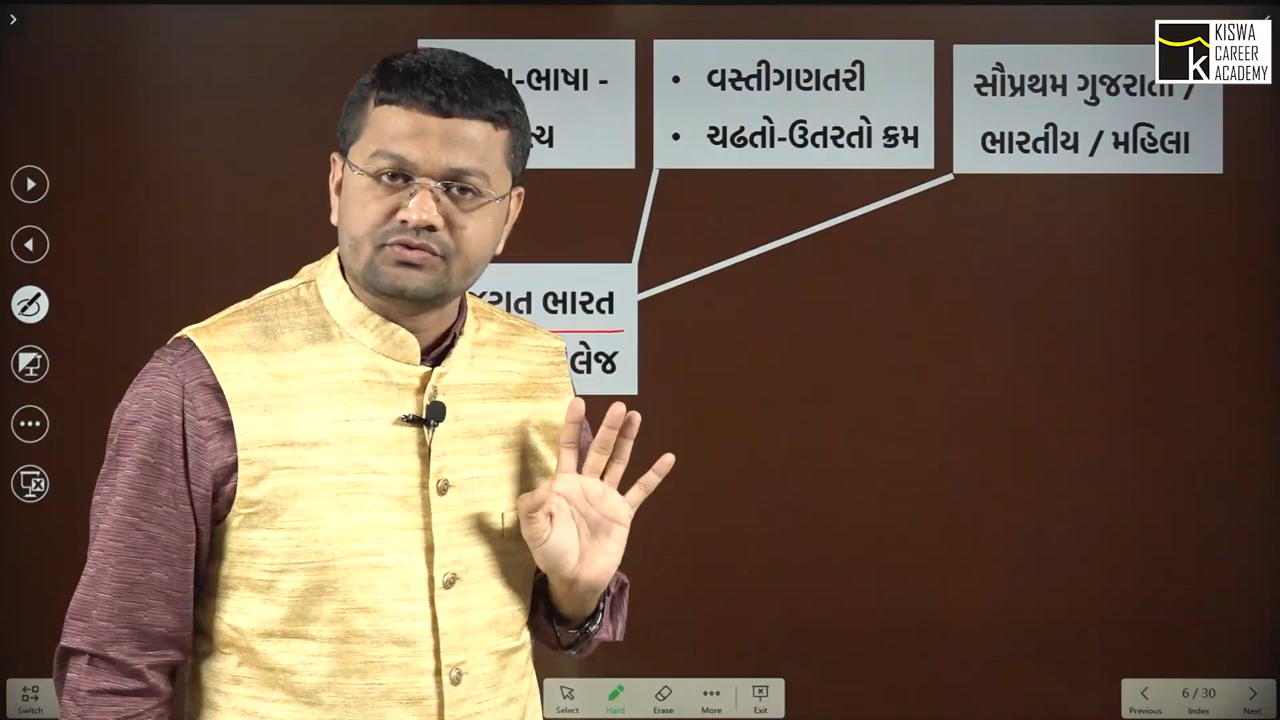 KISWA
CAREER
ACADEMY
-ભાષા -
• વસ્તીગણતરી
• ચઢતો-ઉતરતો ક્રમ
સૌપ્રથમ ગુજરાતી /
ભારતીય / મહિલા
ભારત
Switch
Select
Hard
Erase
More
Exit
Previous
6 / 30
Index
Next